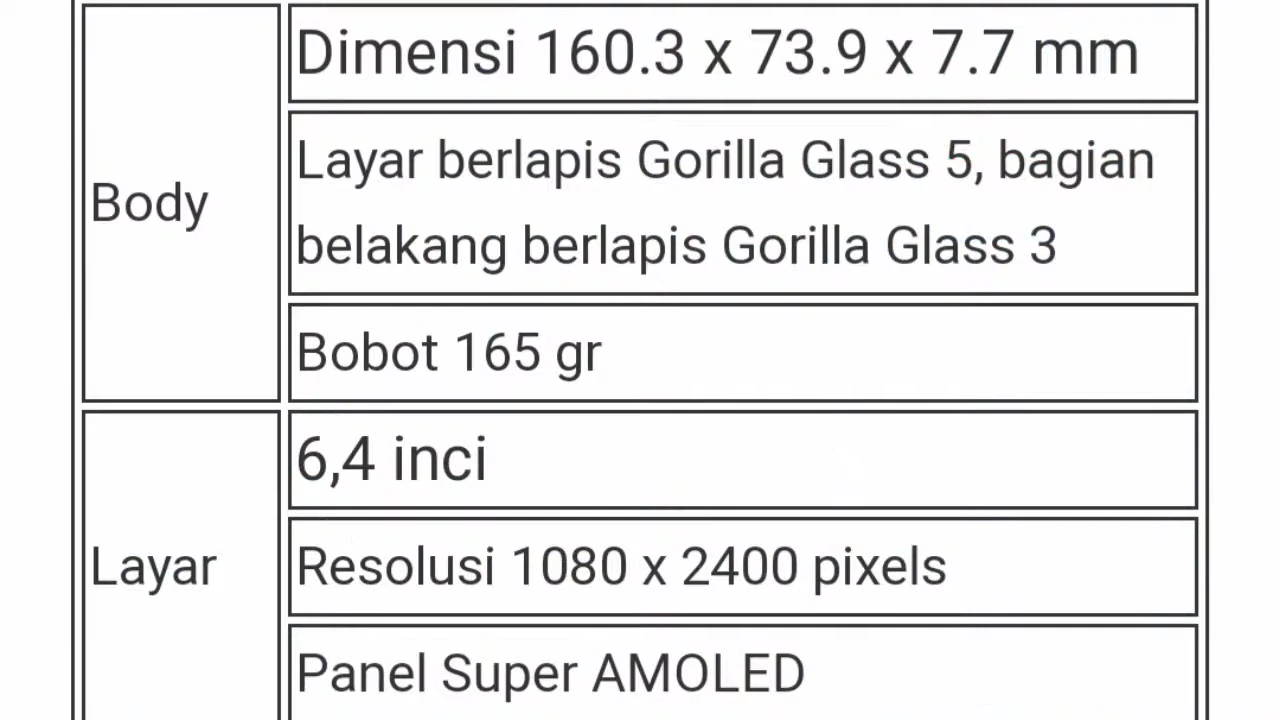 Body
Dimensi 160.3 x 73.9 x 7.7 mm
Layar berlapis Gorilla Glass 5, bagian
belakang berlapis Gorilla Glass 3
Bobot 165 gr
Layar
6,4 inci
Resolusi 1080 x 2400 pixels
Panel Super AMOLED